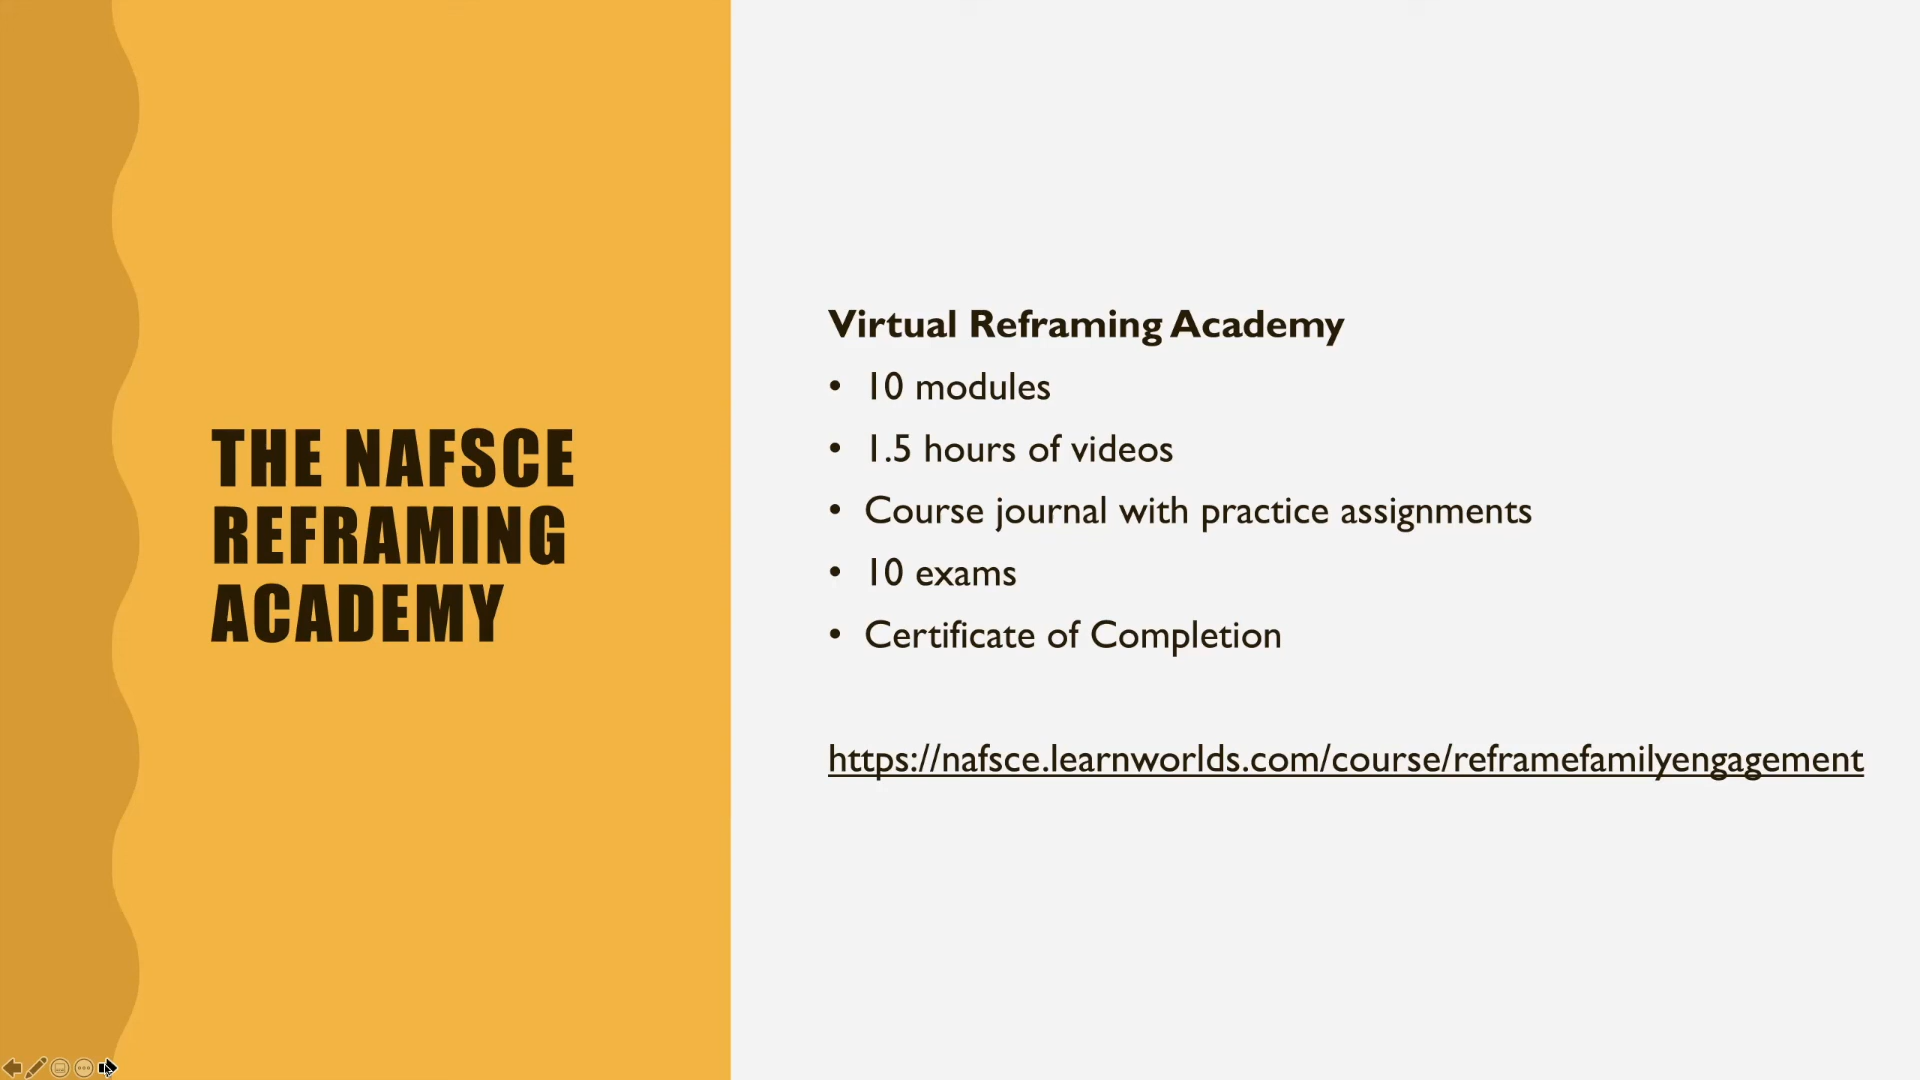 THE NAFSCE
REFRAMING
ACADEMY
Virtual Reframing Academy
• 10 modules
• 1.5 hours of videos
• Course journal with practice assignments
• 10 exams
• Certificate of Completion
https://nafsce.learnworlds.com/course/reframefamilyengagement